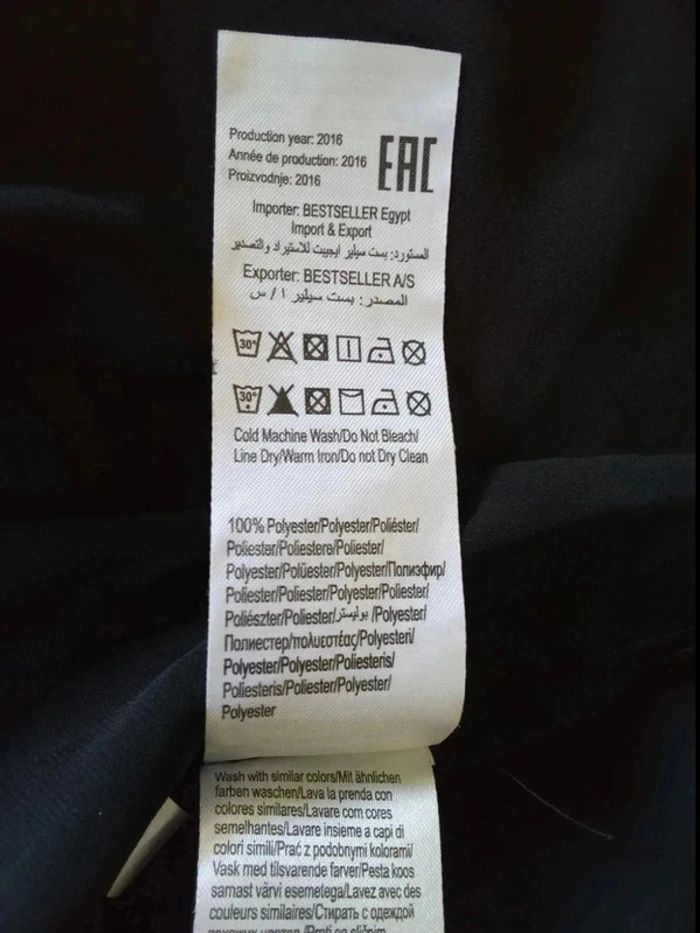 Production year: 2016
Année de production: 2016
Proizvodnje: 2016
EAC
Importer: BESTSELLER Egypt
Import & Export
المستورد: بست سيلير ايجيبت للاستيراد والتصدير
Exporter: BESTSELLER A/S
المصدر: بست سيلير ١ / س
30°
30°
Cold Machine Wash/Do Not Bleach/
Line Dry/Warm Iron/Do not Dry Clean
100% Polyester/Polyester/Poliéster/
Poliester/Poliestere/Poliester/
Polyester/Polüester/Polyester/Полиэфир/
Poliester/Poliester/Polyester/Poliester/
Poliészter/Poliester/بوليستر /Polyester/
Полиестер/πολυεστέας/Polyesteri/
Polyester/Polyester/Poliesteris/
Poliesteris/Poliester/Polyester/
Polyester
Wash with similar colors/Mit ähnlichen
farben waschen/Lava la prenda con
colores similares/Lavare com cores
semelhantes/Lavare insieme a capi di
colori simili/Prać z podobnymi kolorami/
Vask med tilsvarende farver/Pesta koos
samast värvi esemetega/Lavez avec des
couleurs similaires/Стирать с одеждой